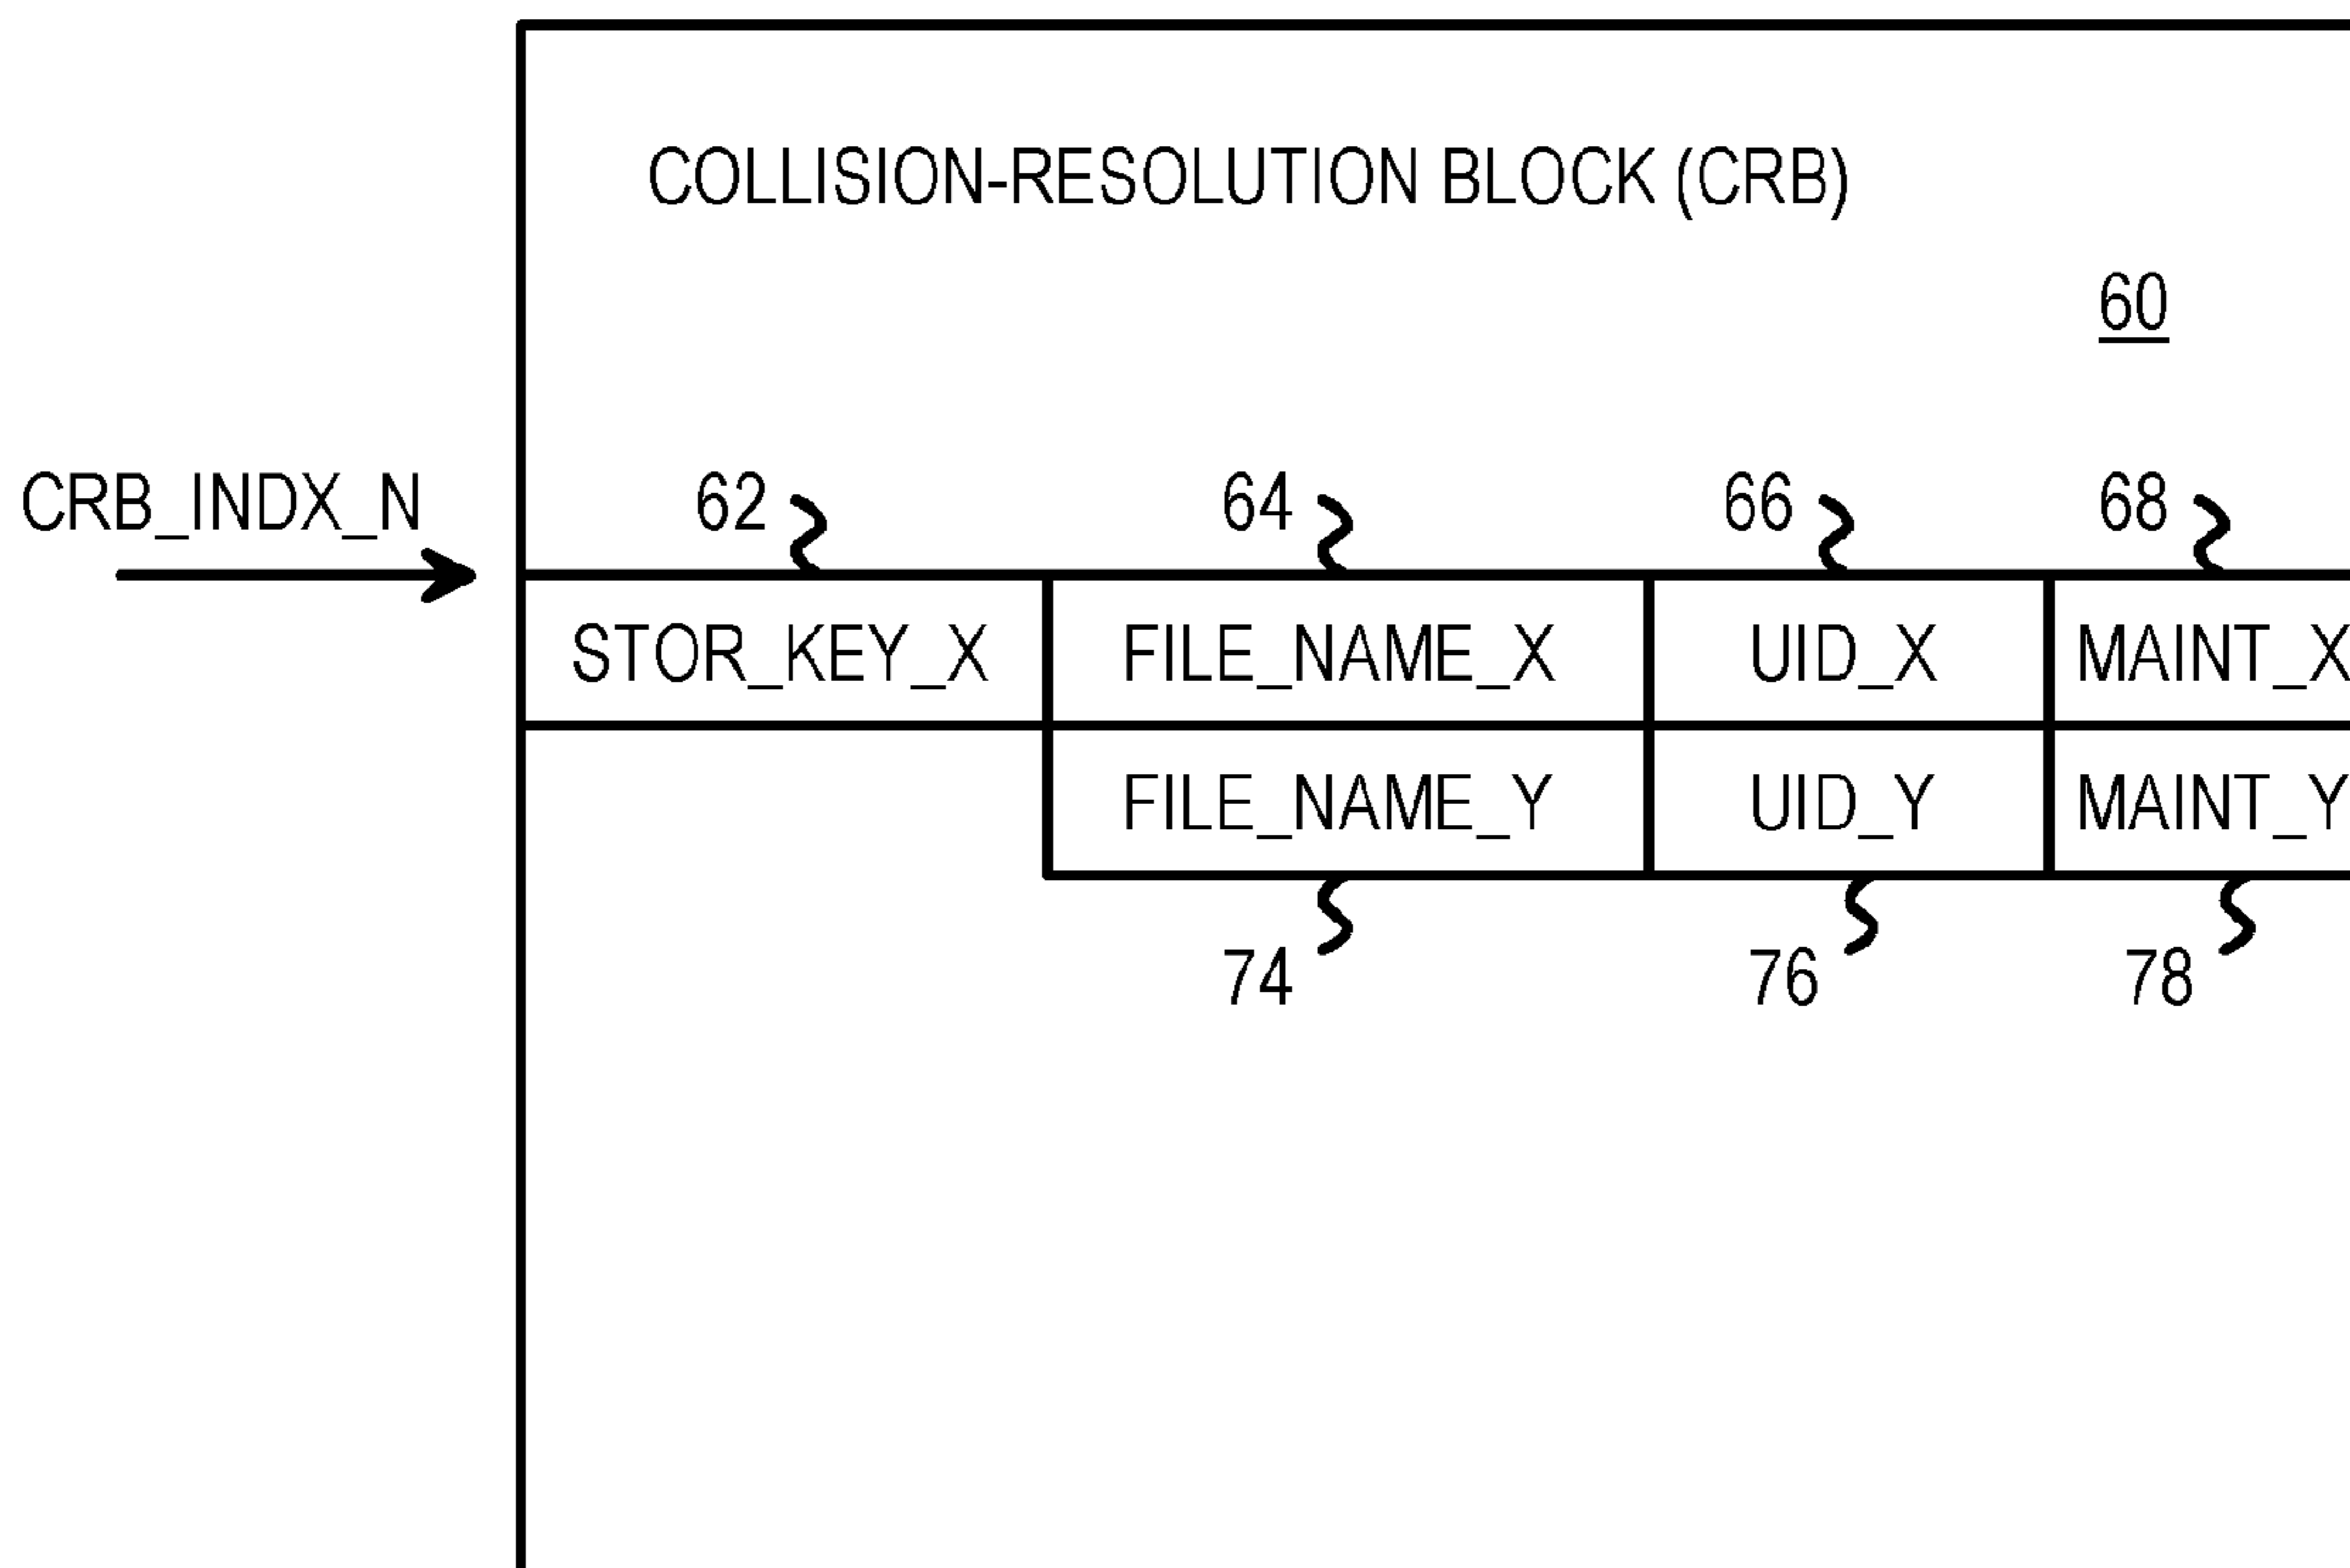 COLLISION-RESOLUTION BLOCK (CRB)
60
CRB_INDX_N 62 64 66 68
STOR_KEY_X FILE_NAME_X UID_X MAINT_X
FILE_NAME_Y UID_Y MAINT_Y
74 76 78